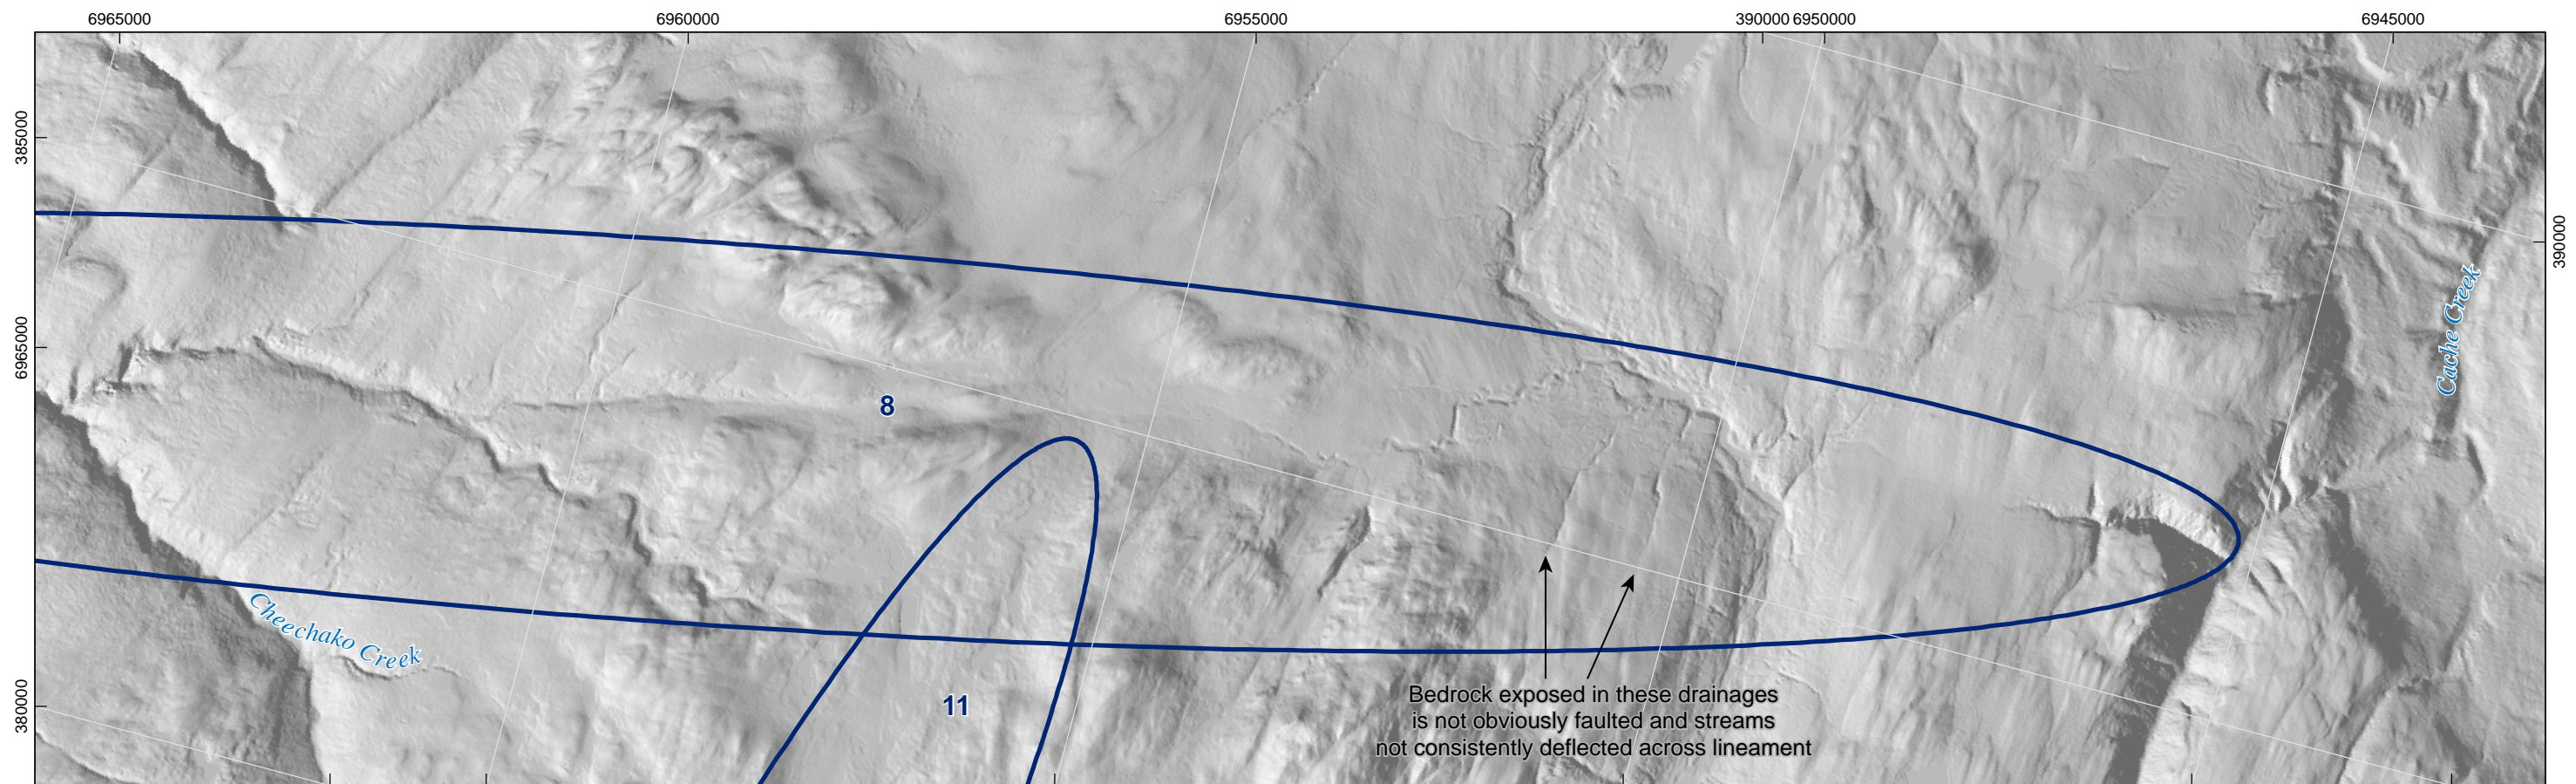 6965000
6960000
6955000
390000
6950000
6945000
385000
390000
Cache Creek
6965000
8
Cheechako Creek
380000
11
Bedrock exposed in these drainages
is not obviously faulted and streams
not consistently deflected across lineament